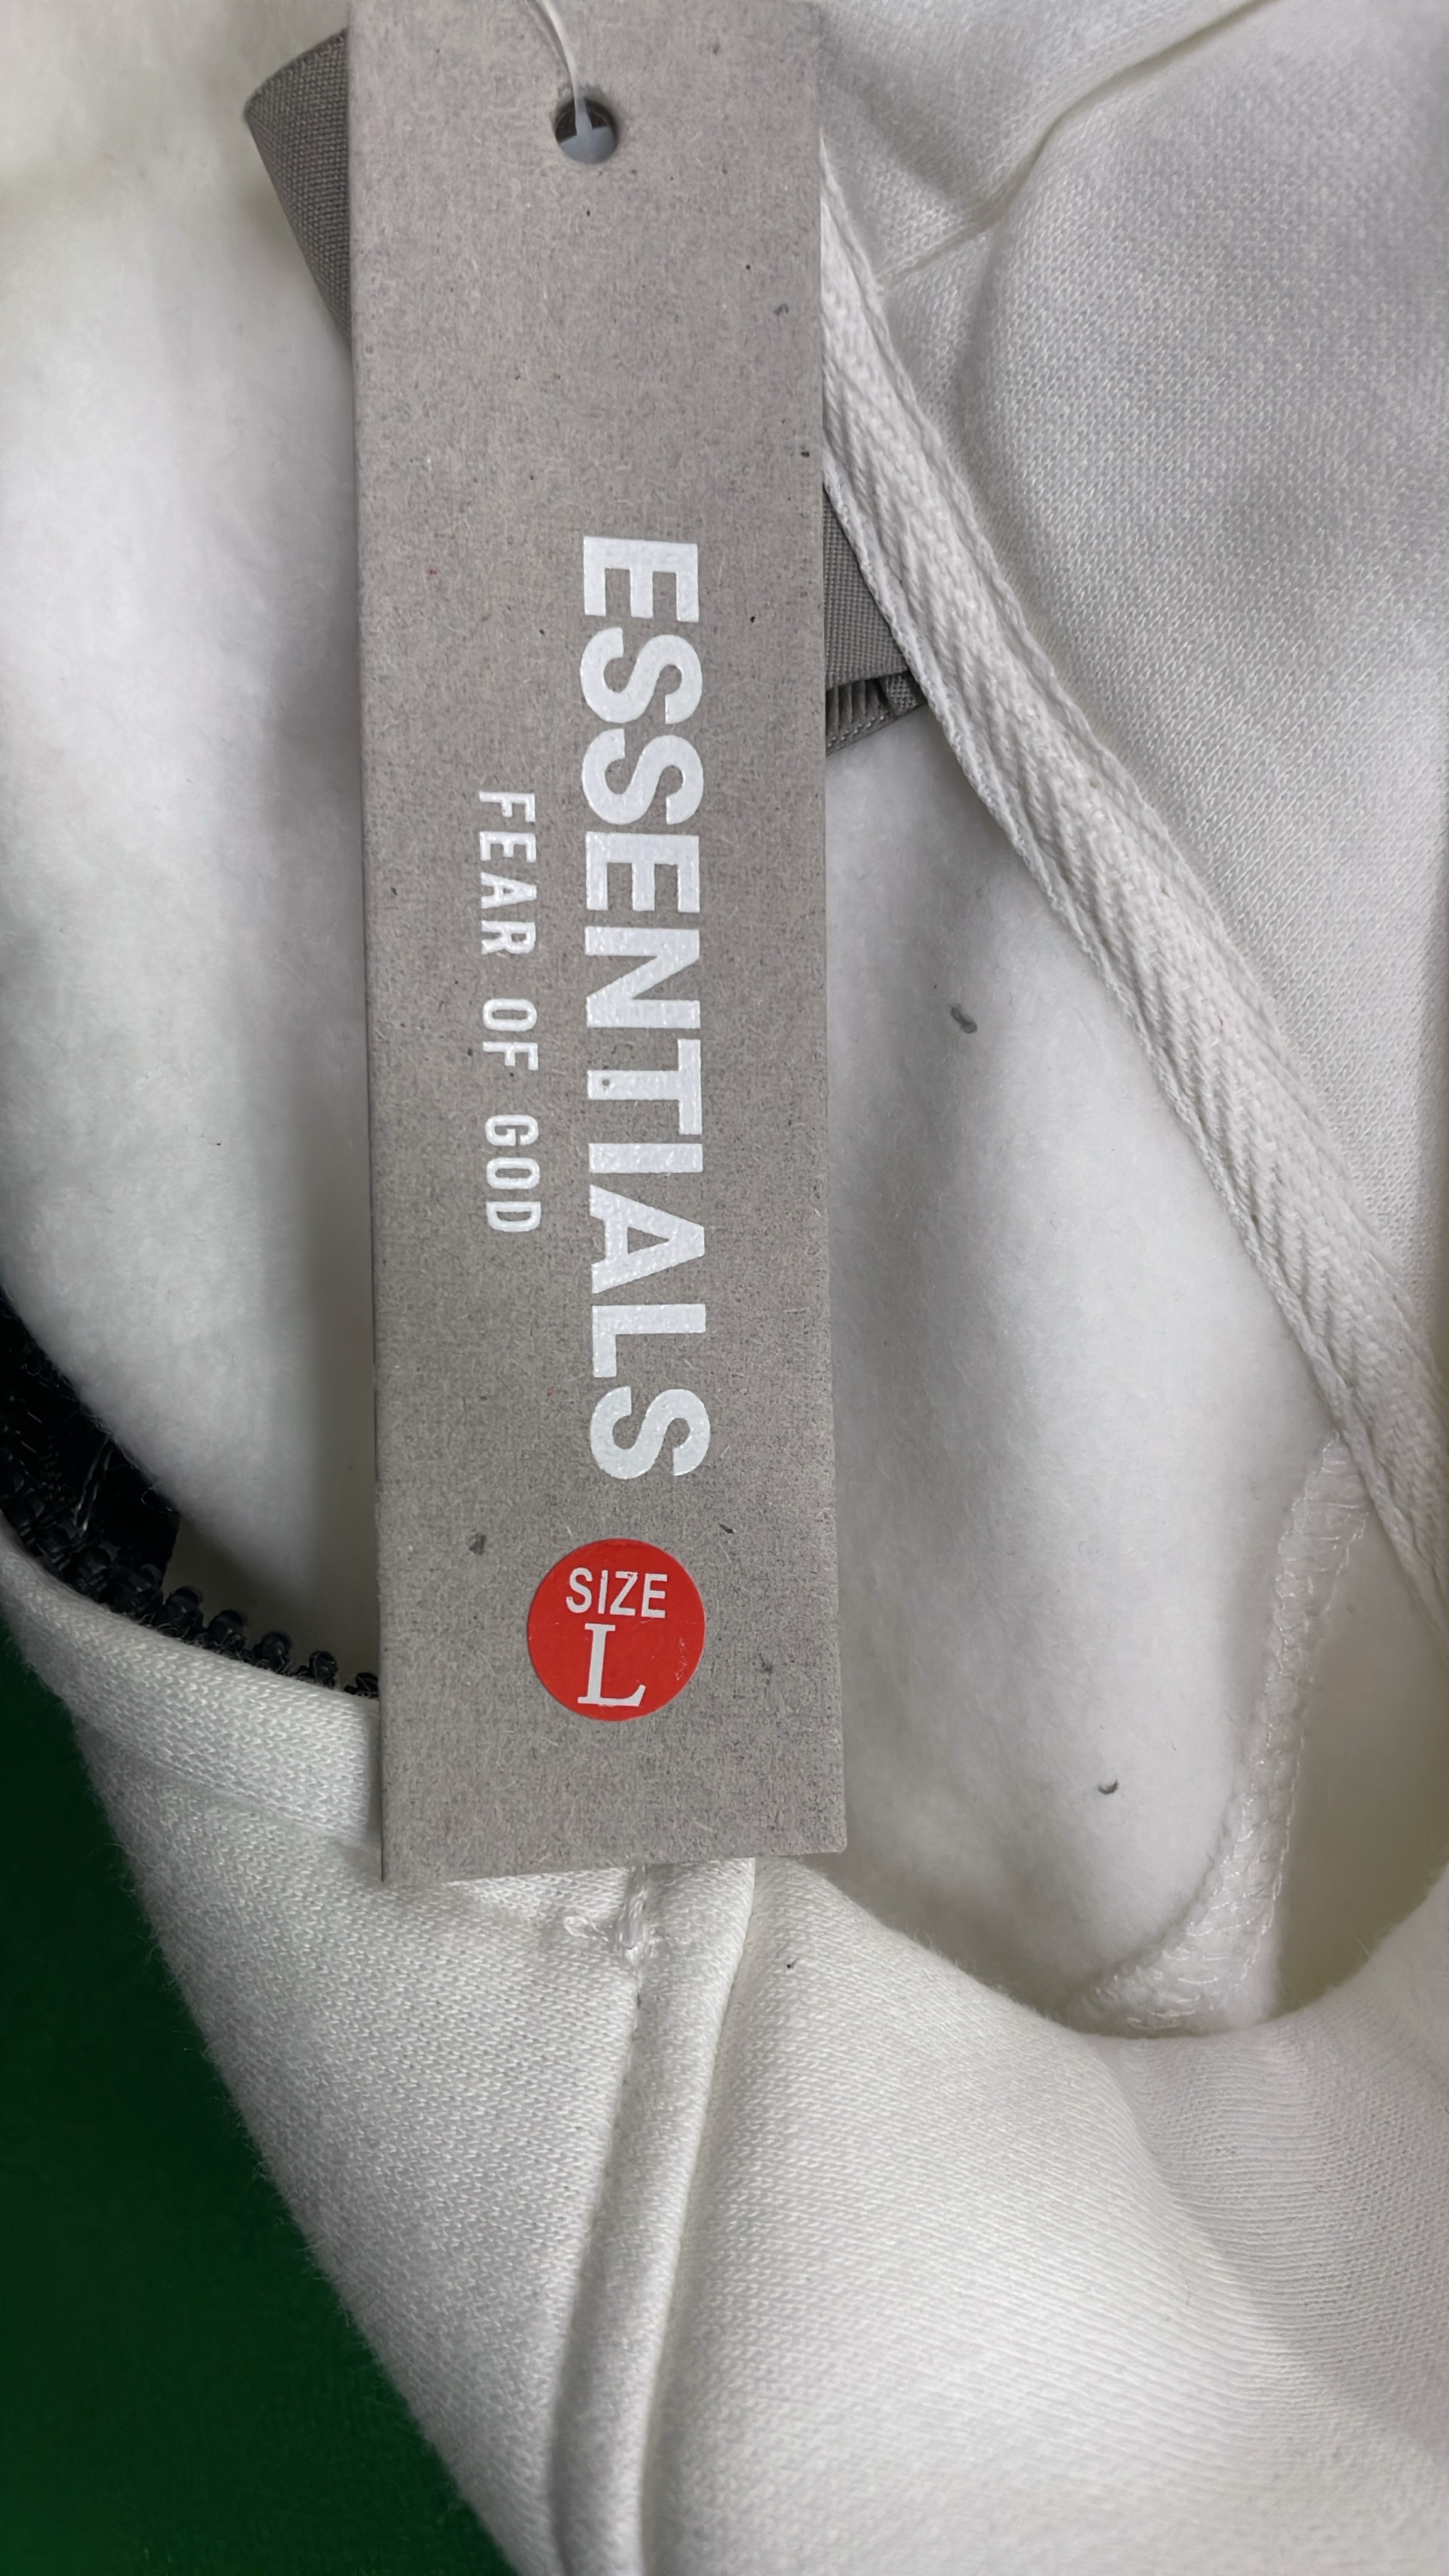 ESSENTIALS
FEAR OF GOD
SIZE
L